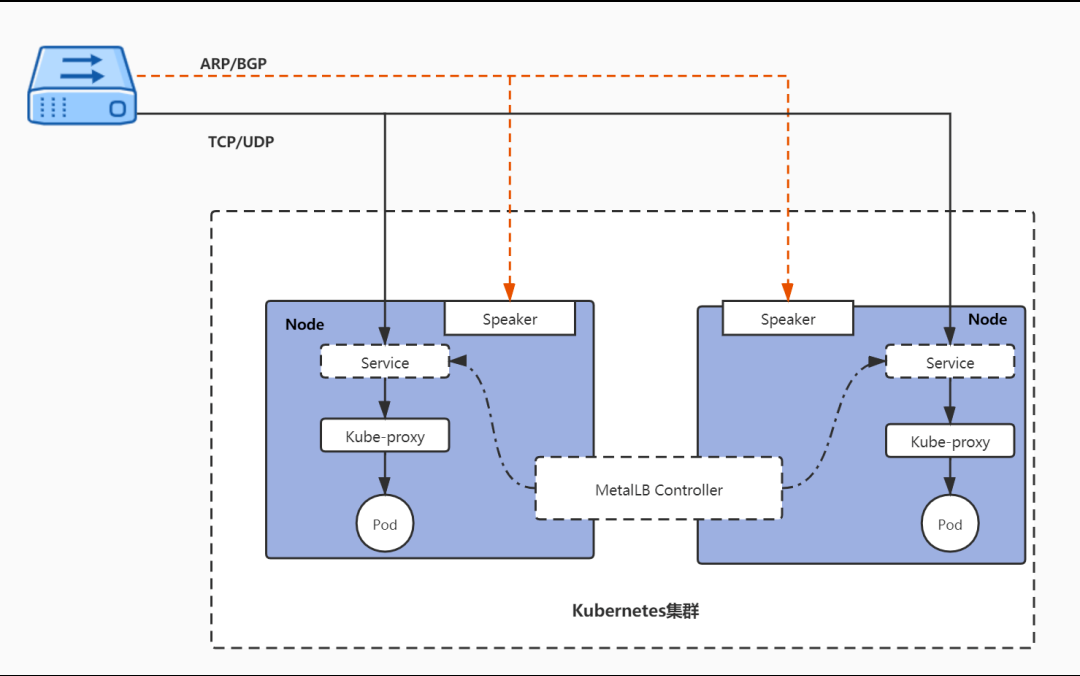 ARP/BGP
TCP/UDP
Node
Speaker
Speaker
Node
Service
Service
Kube-proxy
Kube-proxy
MetalLB Controller
Pod
Pod
Kubernetes集群